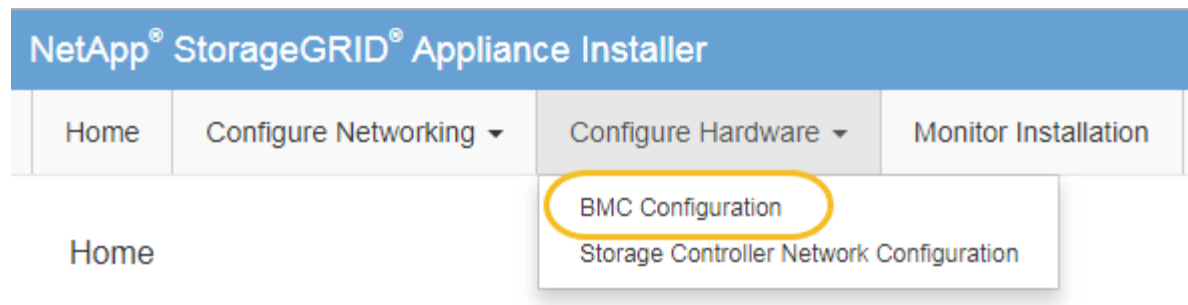 NetApp® StorageGRID® Appliance Installer
Home Configure Networking Configure Hardware Monitor Installation
BMC Configuration
Home
Storage Controller Network Configuration